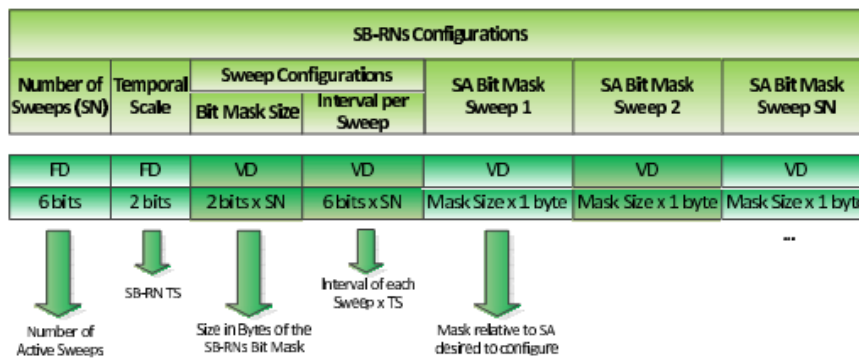 SB-RNs Configurations
Number of Sweeps (SN)
Temporal Scale
Sweep Configurations
Bit Mask Size
Interval per Sweep
SA Bit Mask Sweep 1
SA Bit Mask Sweep 2
SA Bit Mask Sweep SN
FD FD VD VD VD VD VD
6 bits 2 bits 2 bits x SN 6 bits x SN Mask Size x 1 byte Mask Size x 1 byte Mask Size x 1 byte
...
SB-RN TS
Interval of each
Sweep x TS
Number of
Active Sweeps
Size in Bytes of the
SB-RNs Bit Mask
Mask relative to SA
desired to configure